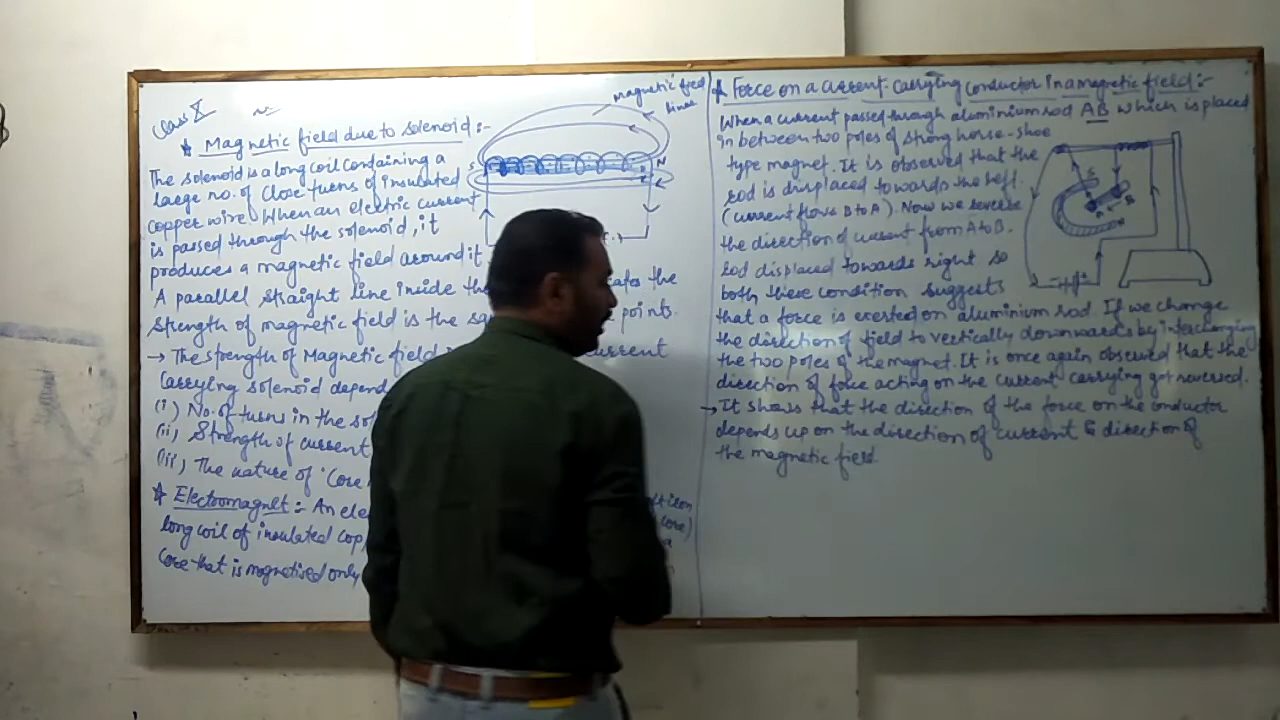 Class X
* Magnetic field due to solenoid :-
The solenoid is a long coil containing a
large no. of close turns of insulated
copper wire. When an electric current
is passed through the solenoid, it
produces a magnetic field around it
A parallel straight line inside the
the
strength of magnetic field is the
points.
→ The strength of Magnetic field
current
Carrying solenoid depend
(i) No. of turns in the
(ii) Strength of current
(iii) The nature of 'Core
* Electromagnet :- An
long coil of insulated
core)
Core that is magnetised only
magnetic
lines
S
N
* Force on a current-carrying conductor in a magnetic field :-
When a current passed through aluminium rod AB which is placed
in between two poles of strong horse-shoe
type magnet. It is observed that the
rod is displaced towards the left.
(current flows B to A). Now we reverse
the direction of current from A to B.
rod displaced towards right so
both these condition suggests
that a force is exerted on aluminium rod. If we change
the direction of field to vertically downwards by interchanging
the two poles of the magnet. It is once again observed that the
direction of force acting on the current carrying got reversed.
→ It shows that the direction of the force on the conductor
depends up on the direction of current & direction of
the magnetic field.
S
A
B
N